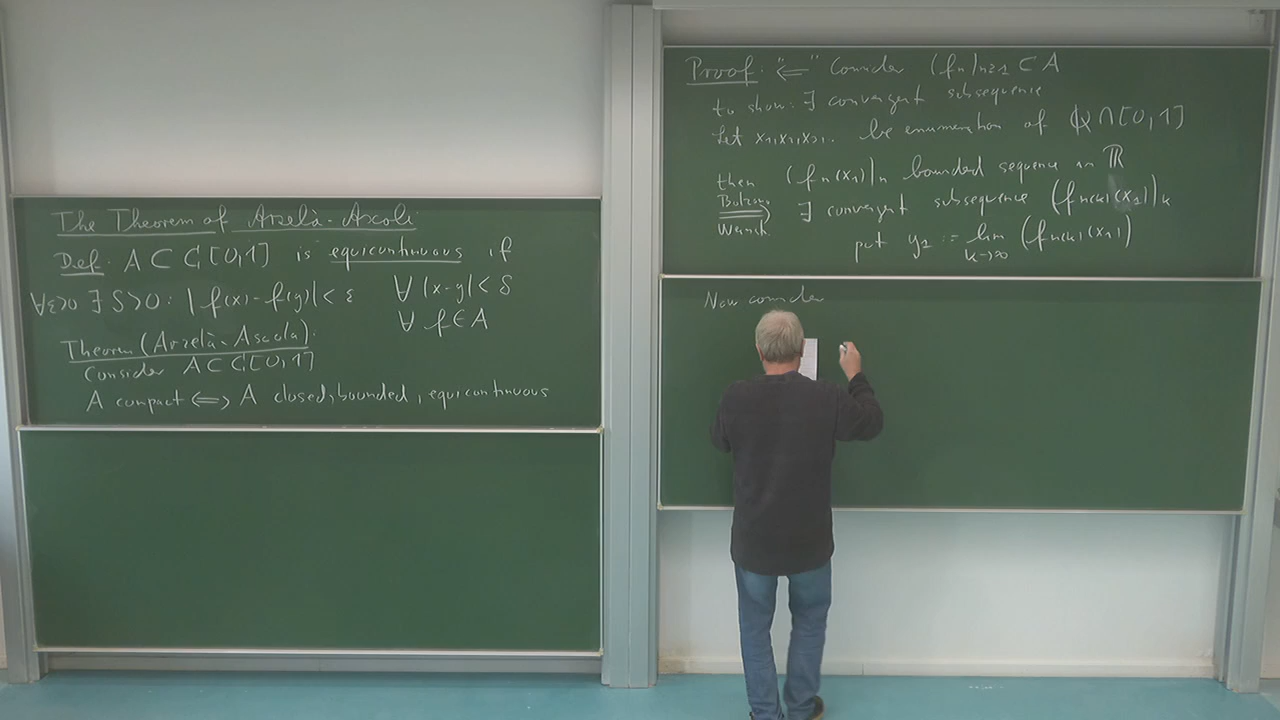 The Theorem of Arzelà-Ascoli
Def. A ⊂ C[0,1] is equicontinuous if
∀ε>0 ∃ δ>0: |f(x)-f(y)|<ε ∀ |x-y|<δ
∀ f∈A
Theorem (Arzelà-Ascola):
Consider A ⊂ C[0,1]
A compact ⟺ A closed, bounded, equicontinuous
Proof: "⟸" Consider (fn)n≥1 ⊂ A
to show: ∃ convergent subsequence
Let x1,x2,x3,... be enumeration of ℚ∩[0,1]
then (fn(x1))n bounded sequence in ℝ
Bolzano ⟹ Weierstr. ∃ convergent subsequence (fn(k)(x1))k
put y1 := lim k→∞ (fn(k)(x1))
Now consider